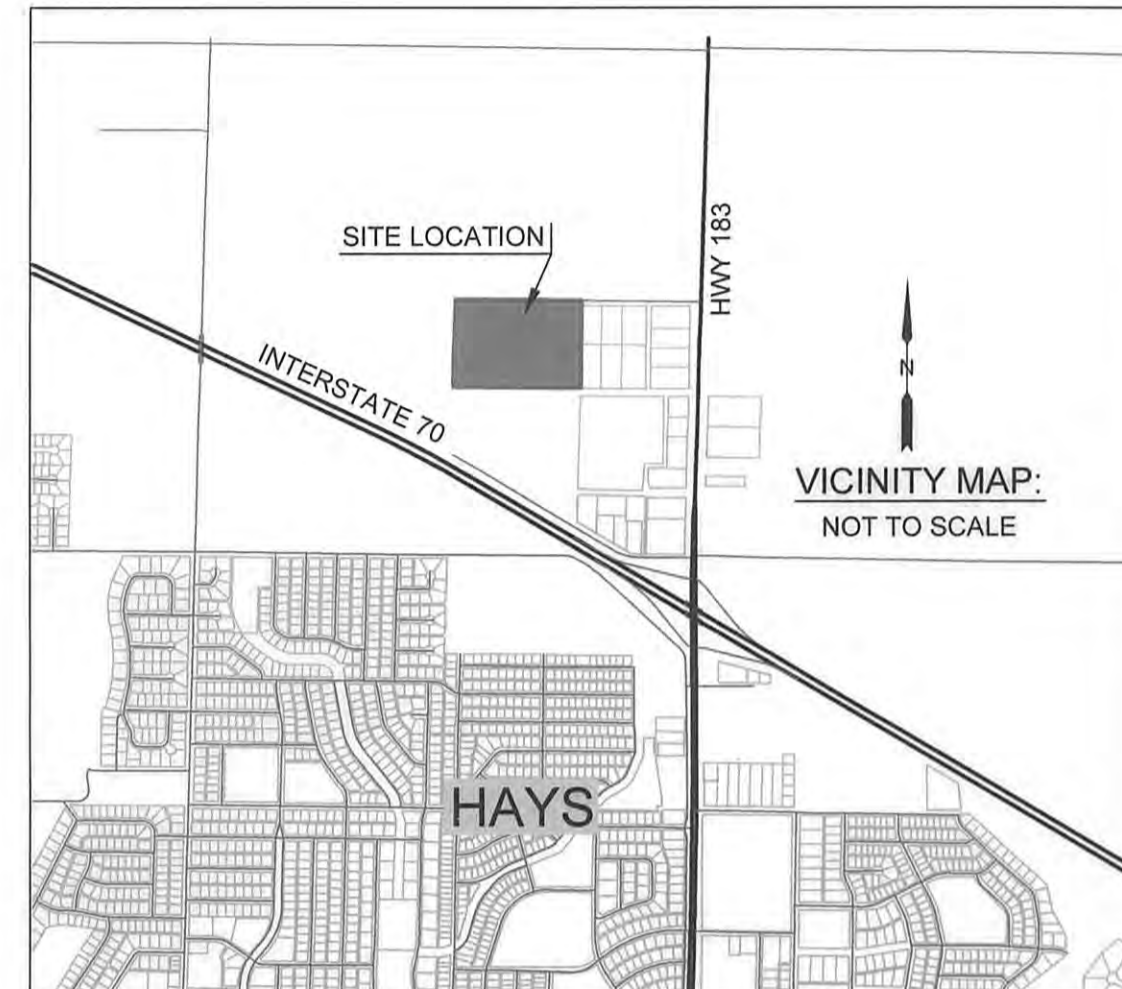 SITE LOCATION
HWY 183
INTERSTATE 70
N
VICINITY MAP:
NOT TO SCALE
HAYS